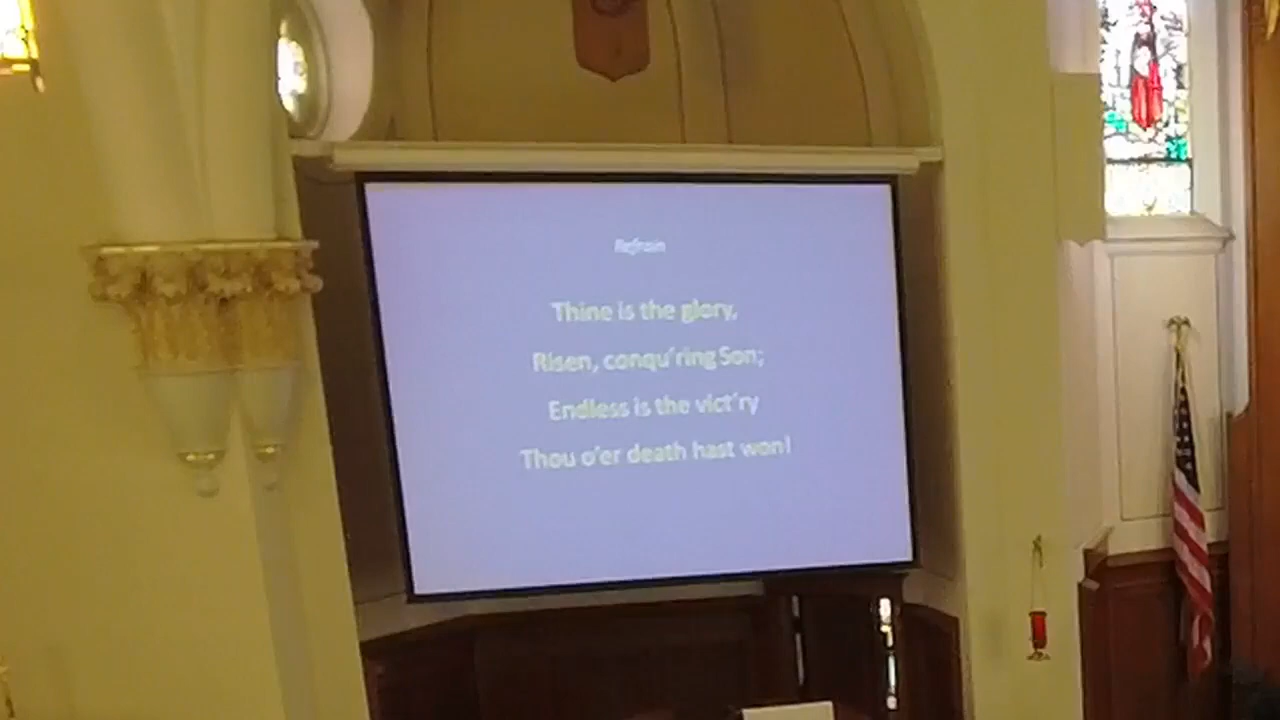 Refrain
Thine is the glory,
Risen, conqu'ring Son;
Endless is the vict'ry
Thou o'er death hast won!